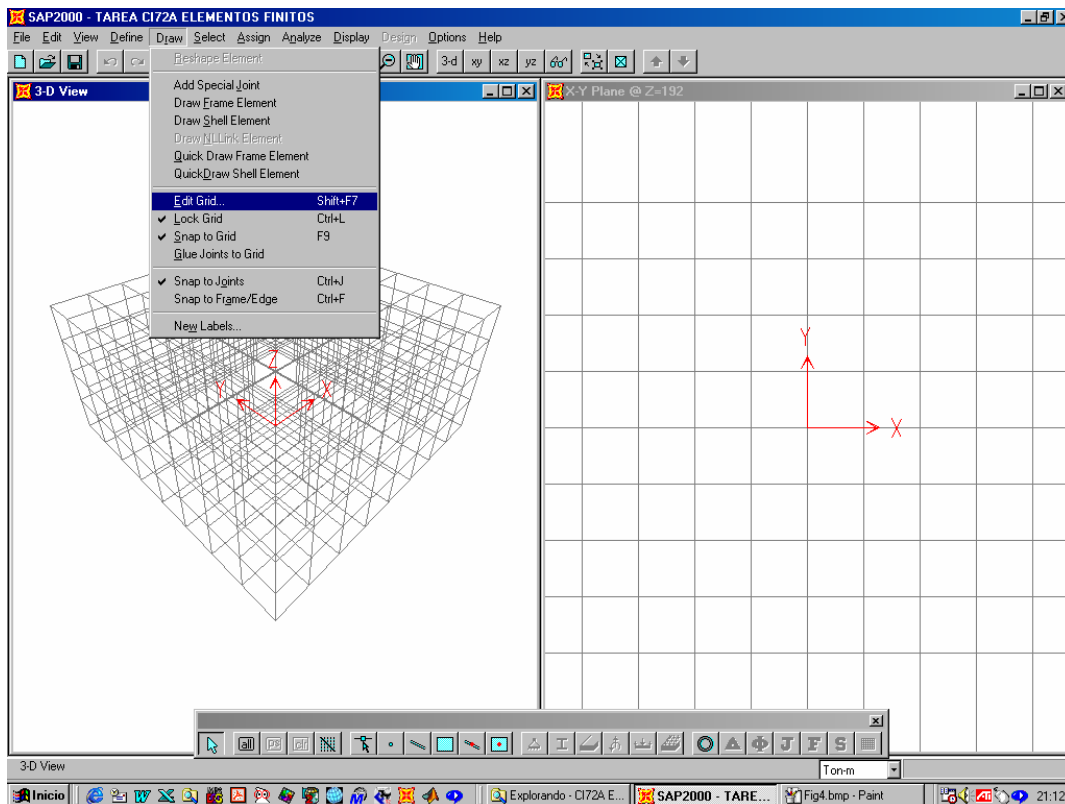 SAP2000 - TAREA CI72A ELEMENTOS FINITOS
File Edit View Define Draw Select Assign Analyze Display Design Options Help
3-d xy xz yz
Reshape Element
Add Special Joint
Draw Frame Element
Draw Shell Element
Draw NLLink Element
Quick Draw Frame Element
QuickDraw Shell Element
Edit Grid... Shift+F7
Lock Grid Ctrl+L
Snap to Grid F9
Glue Joints to Grid
Snap to Joints Ctrl+J
Snap to Frame/Edge Ctrl+F
New Labels...
3-D View
Z
Y X
X-Y Plane @ Z=192
Y
X
all ps clr I J F S
3-D View
Ton-m
Inicio Explorando - CI72A E... SAP2000 - TARE... Fig4.bmp - Paint 21:12